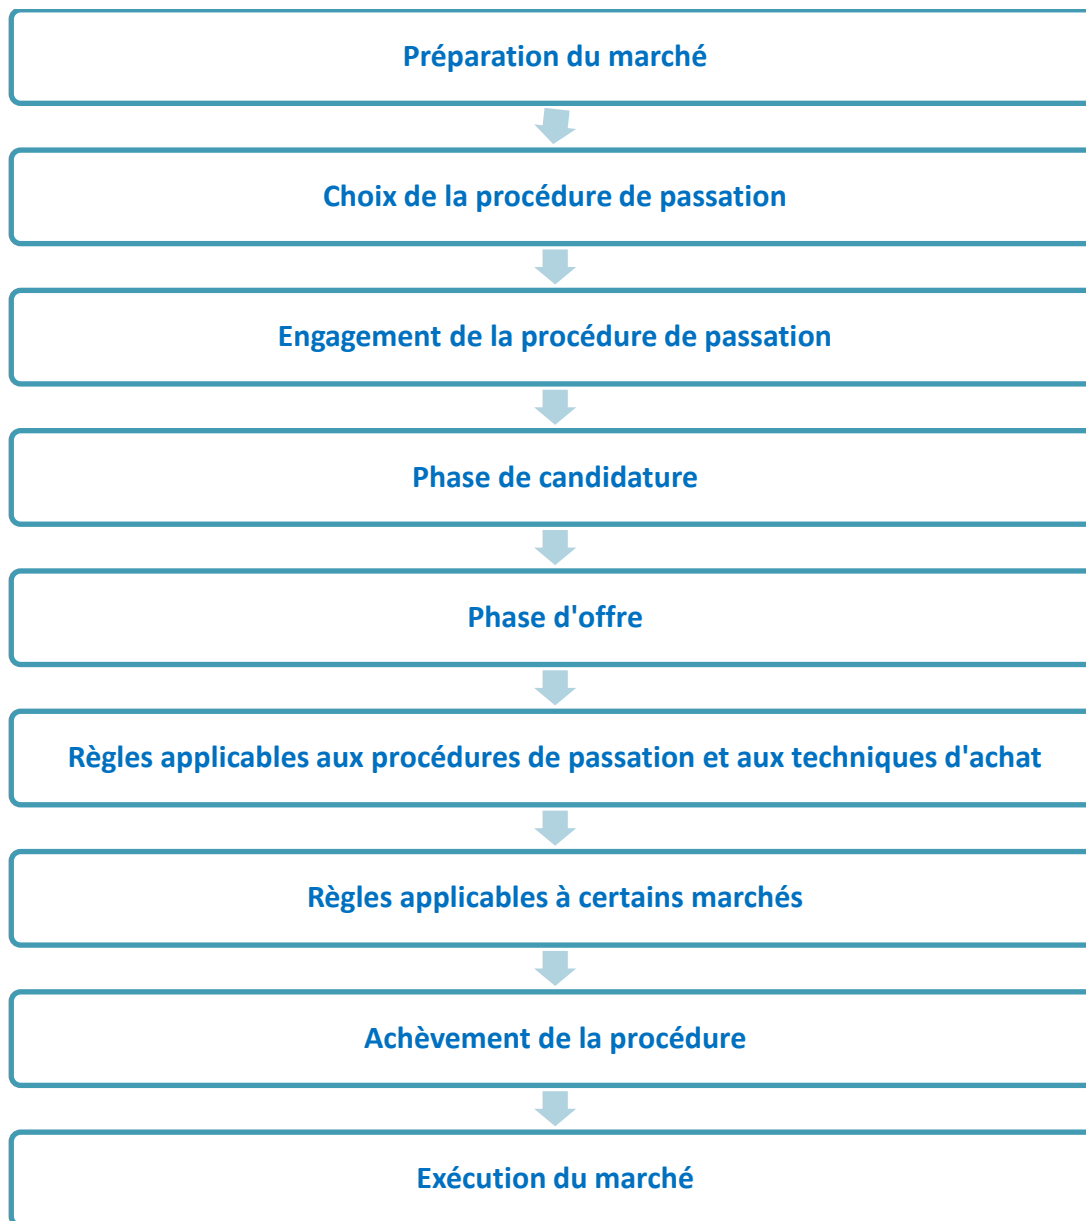 Préparation du marché
Choix de la procédure de passation
Engagement de la procédure de passation
Phase de candidature
Phase d'offre
Règles applicables aux procédures de passation et aux techniques d'achat
Règles applicables à certains marchés
Achèvement de la procédure
Exécution du marché